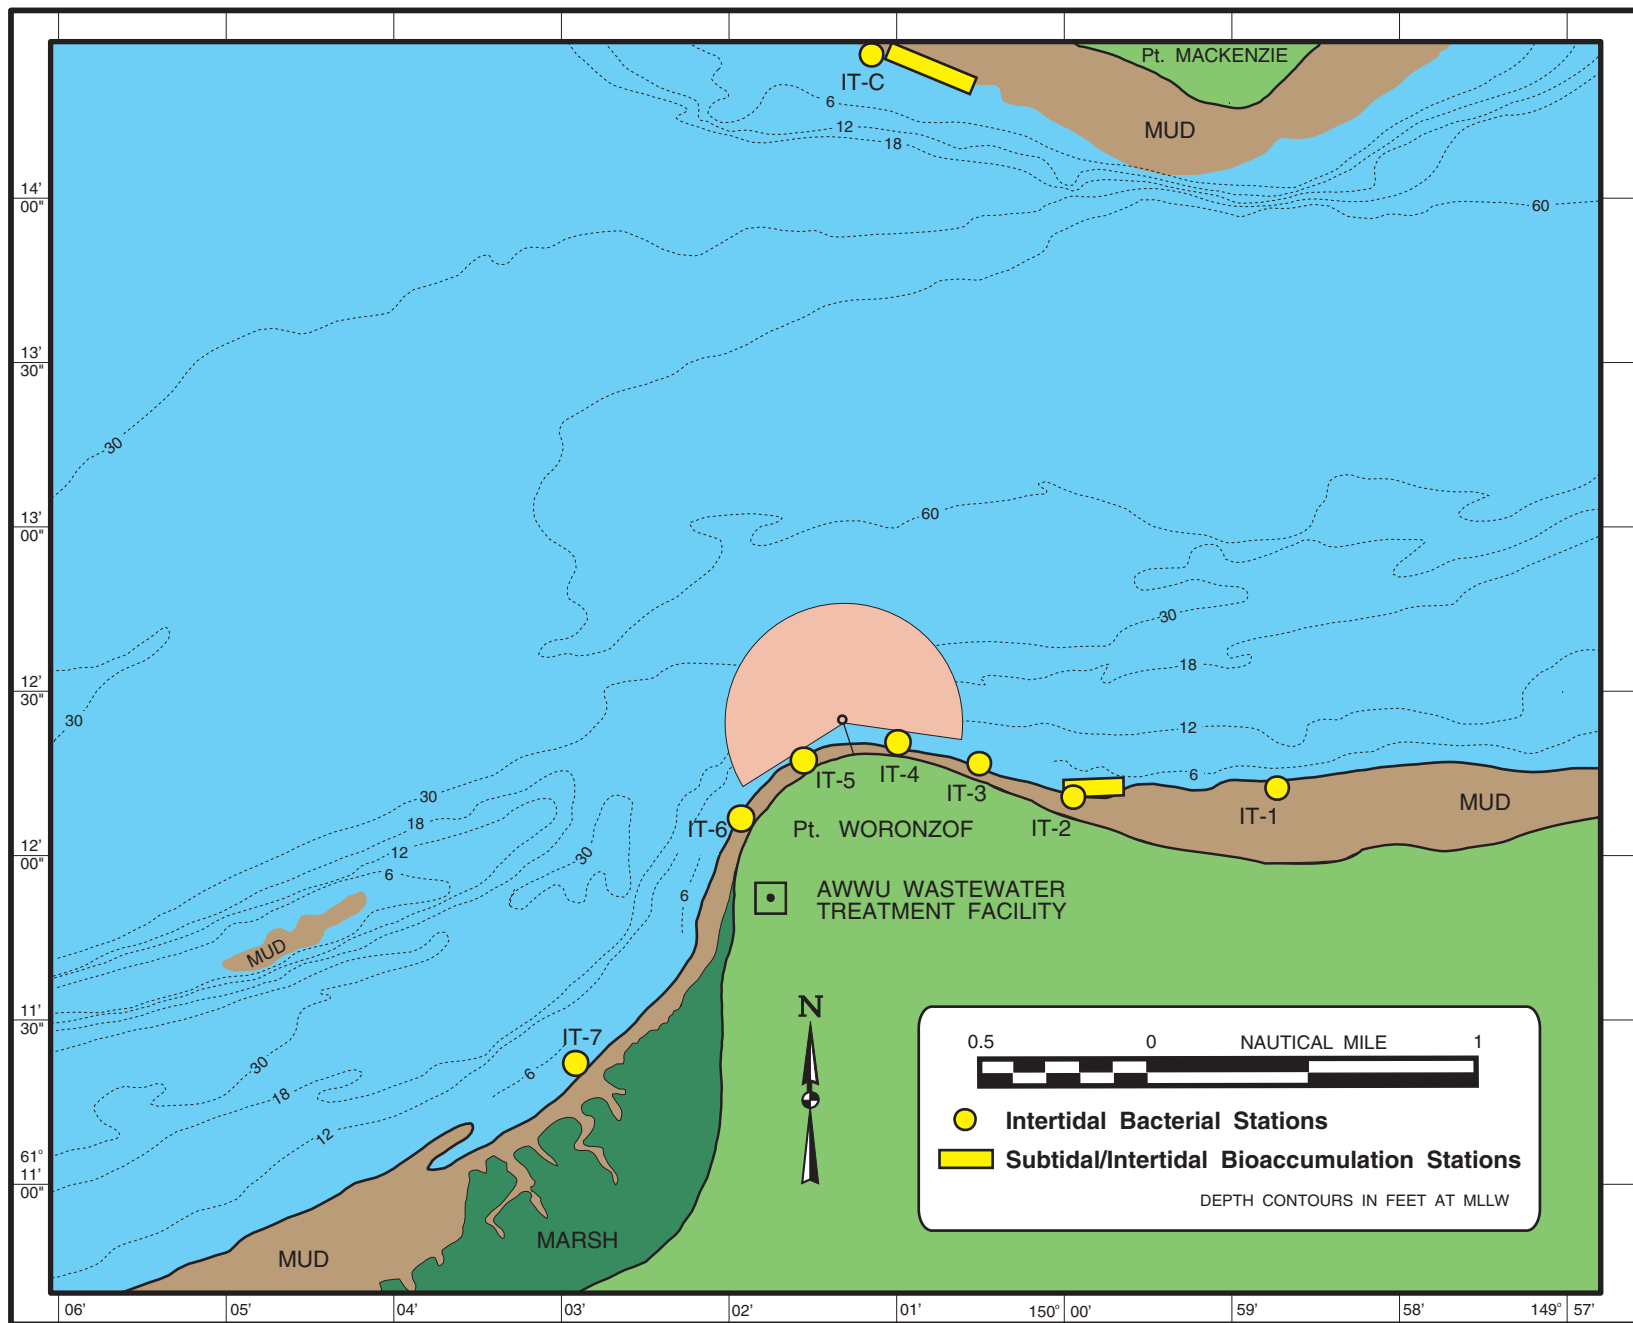 Pt. MACKENZIE
IT-C
6
MUD
12
18
14'
00"
60
13'
30"
30
60
13'
00"
30
18
12'
30"
30
12
6
IT-5
IT-4
IT-3
30
IT-1
MUD
18
IT-6
Pt. WORONZOF
IT-2
12
30
12'
00"
6
6
AWWU WASTEWATER
TREATMENT FACILITY
MUD
11'
30"
N
IT-7
0.5 0 NAUTICAL MILE 1
30
6
18
Intertidal Bacterial Stations
12
61°
11'
00"
Subtidal/Intertidal Bioaccumulation Stations
DEPTH CONTOURS IN FEET AT MLLW
MARSH
MUD
06' 05' 04' 03' 02' 01' 150° 00' 59' 58' 149° 57'